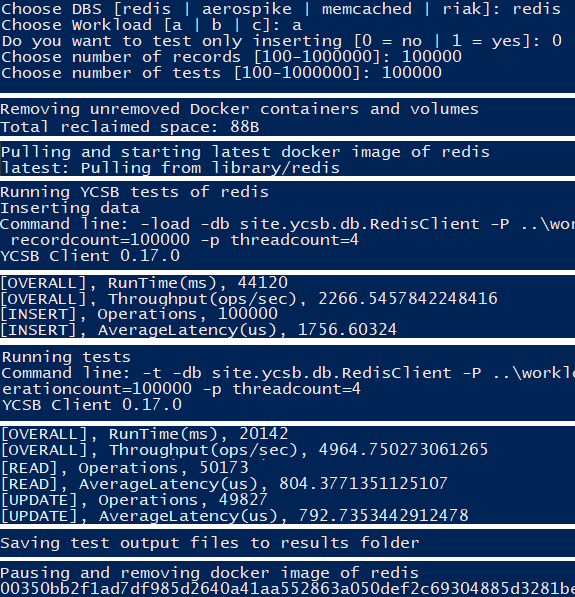 Choose DBS [redis | aerospike | memcached | riak]: redis
Choose Workload [a | b | c]: a
Do you want to test only inserting [0 = no | 1 = yes]: 0
Choose number of records [100-1000000]: 100000
Choose number of tests [100-1000000]: 100000
Removing unremoved Docker containers and volumes
Total reclaimed space: 88B
Pulling and starting latest docker image of redis
latest: Pulling from library/redis
Running YCSB tests of redis
Inserting data
Command line: -load -db site.ycsb.db.RedisClient -P ..\wor
recordcount=100000 -p threadcount=4
YCSB Client 0.17.0
[OVERALL], RunTime(ms), 44120
[OVERALL], Throughput(ops/sec), 2266.5457842248416
[INSERT], Operations, 100000
[INSERT], AverageLatency(us), 1756.60324
Running tests
Command line: -t -db site.ycsb.db.RedisClient -P ..\worklo
erationcount=100000 -p threadcount=4
YCSB Client 0.17.0
[OVERALL], RunTime(ms), 20142
[OVERALL], Throughput(ops/sec), 4964.750273061265
[READ], Operations, 50173
[READ], AverageLatency(us), 804.3771351125107
[UPDATE], Operations, 49827
[UPDATE], AverageLatency(us), 792.7353442912478
Saving test output files to results folder
Pausing and removing docker image of redis
00350bb2f1ad7df985d2640a41aa552863a050def2c69304885d3281be